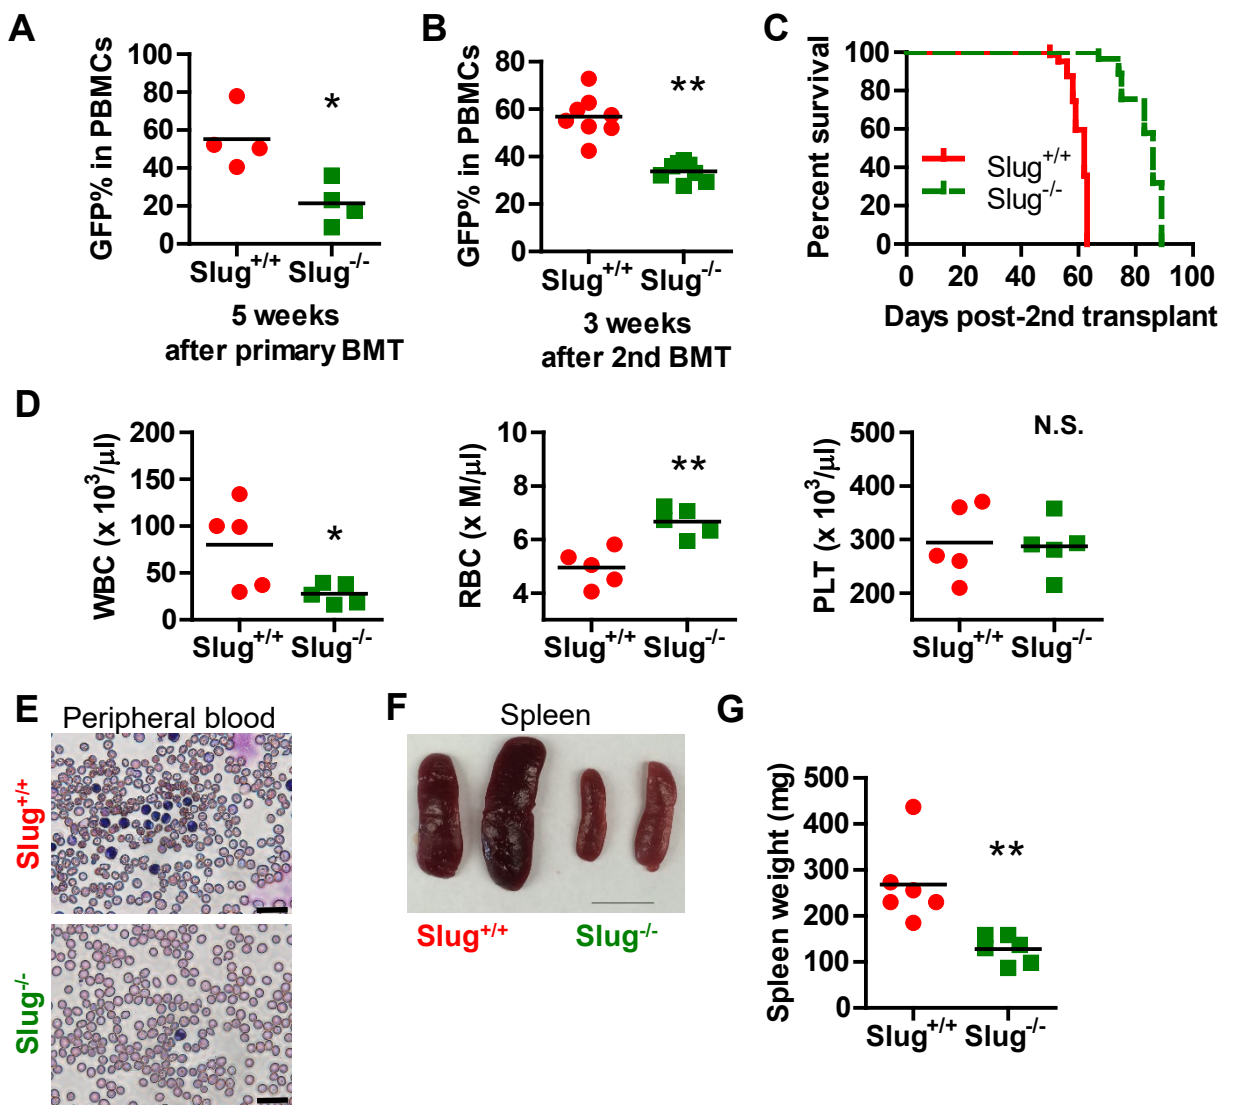 A
GFP% in PBMCs
100
80
60
40
20
0
*
Slug+/+ Slug-/-
5 weeks
after primary BMT
B
GFP% in PBMCs
80
60
40
20
0
**
Slug+/+ Slug-/-
3 weeks
after 2nd BMT
C
Percent survival
100
80
60
40
20
0
Slug+/+
Slug-/-
0 20 40 60 80 100
Days post-2nd transplant
D
WBC (x 10³/µl)
200
150
100
50
0
*
Slug+/+ Slug-/-
RBC (x M/µl)
10
8
6
4
**
Slug+/+ Slug-/-
PLT (x 10³/µl)
500
400
300
200
N.S.
Slug+/+ Slug-/-
E
Peripheral blood
Slug+/+
Slug-/-
F
Spleen
Slug+/+ Slug-/-
G
Spleen weight (mg)
500
400
300
200
100
0
**
Slug+/+ Slug-/-